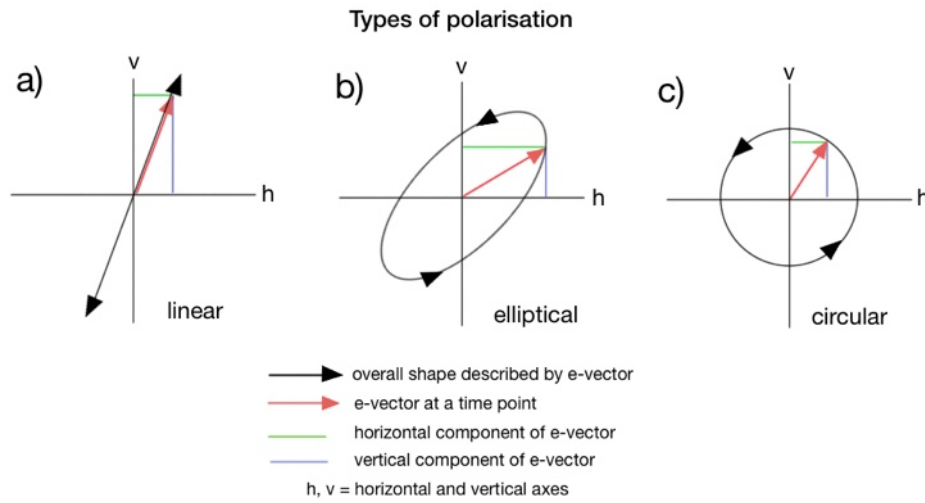 Types of polarisation
a)
v
h
linear
b)
v
h
elliptical
c)
v
h
circular
overall shape described by e-vector
e-vector at a time point
horizontal component of e-vector
vertical component of e-vector
h, v = horizontal and vertical axes